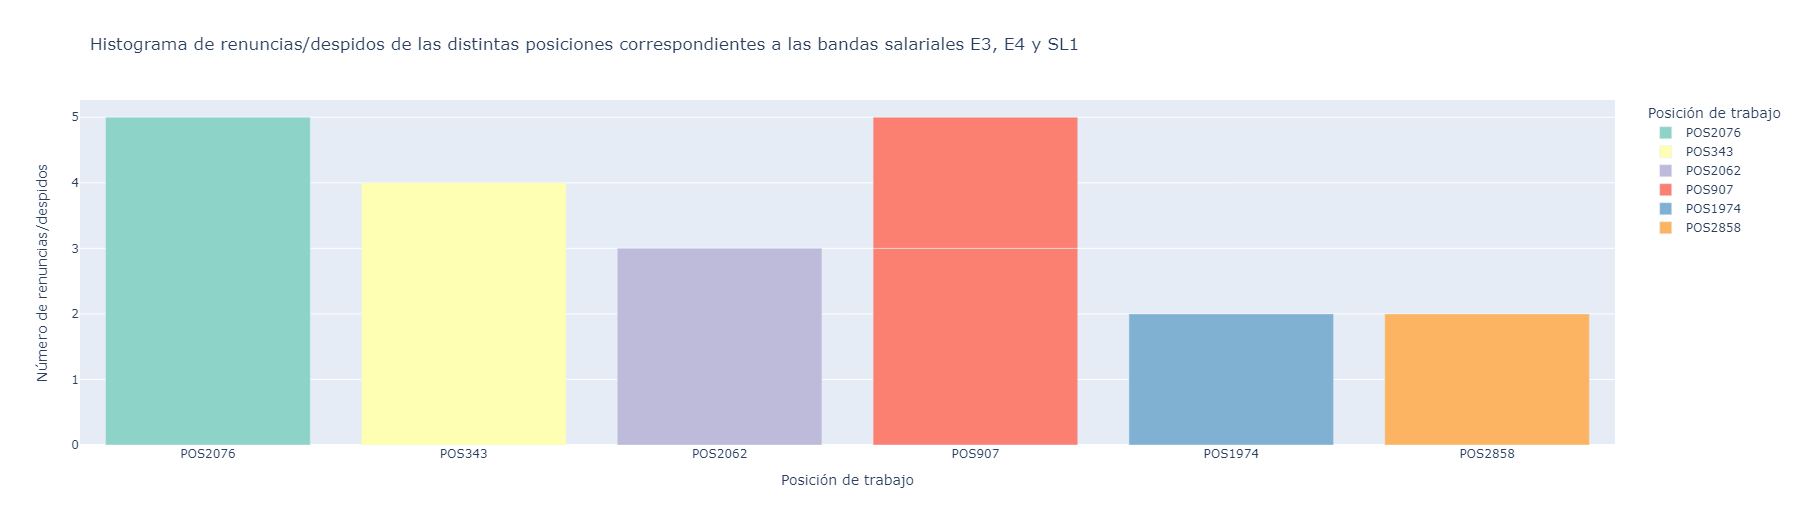 Histograma de renuncias/despidos de las distintas posiciones correspondientes a las bandas salariales E3, E4 y SL1
Número de renuncias/despidos
5
4
3
2
1
0
POS2076
POS343
POS2062
POS907
POS1974
POS2858
Posición de trabajo
Posición de trabajo
POS2076
POS343
POS2062
POS907
POS1974
POS2858